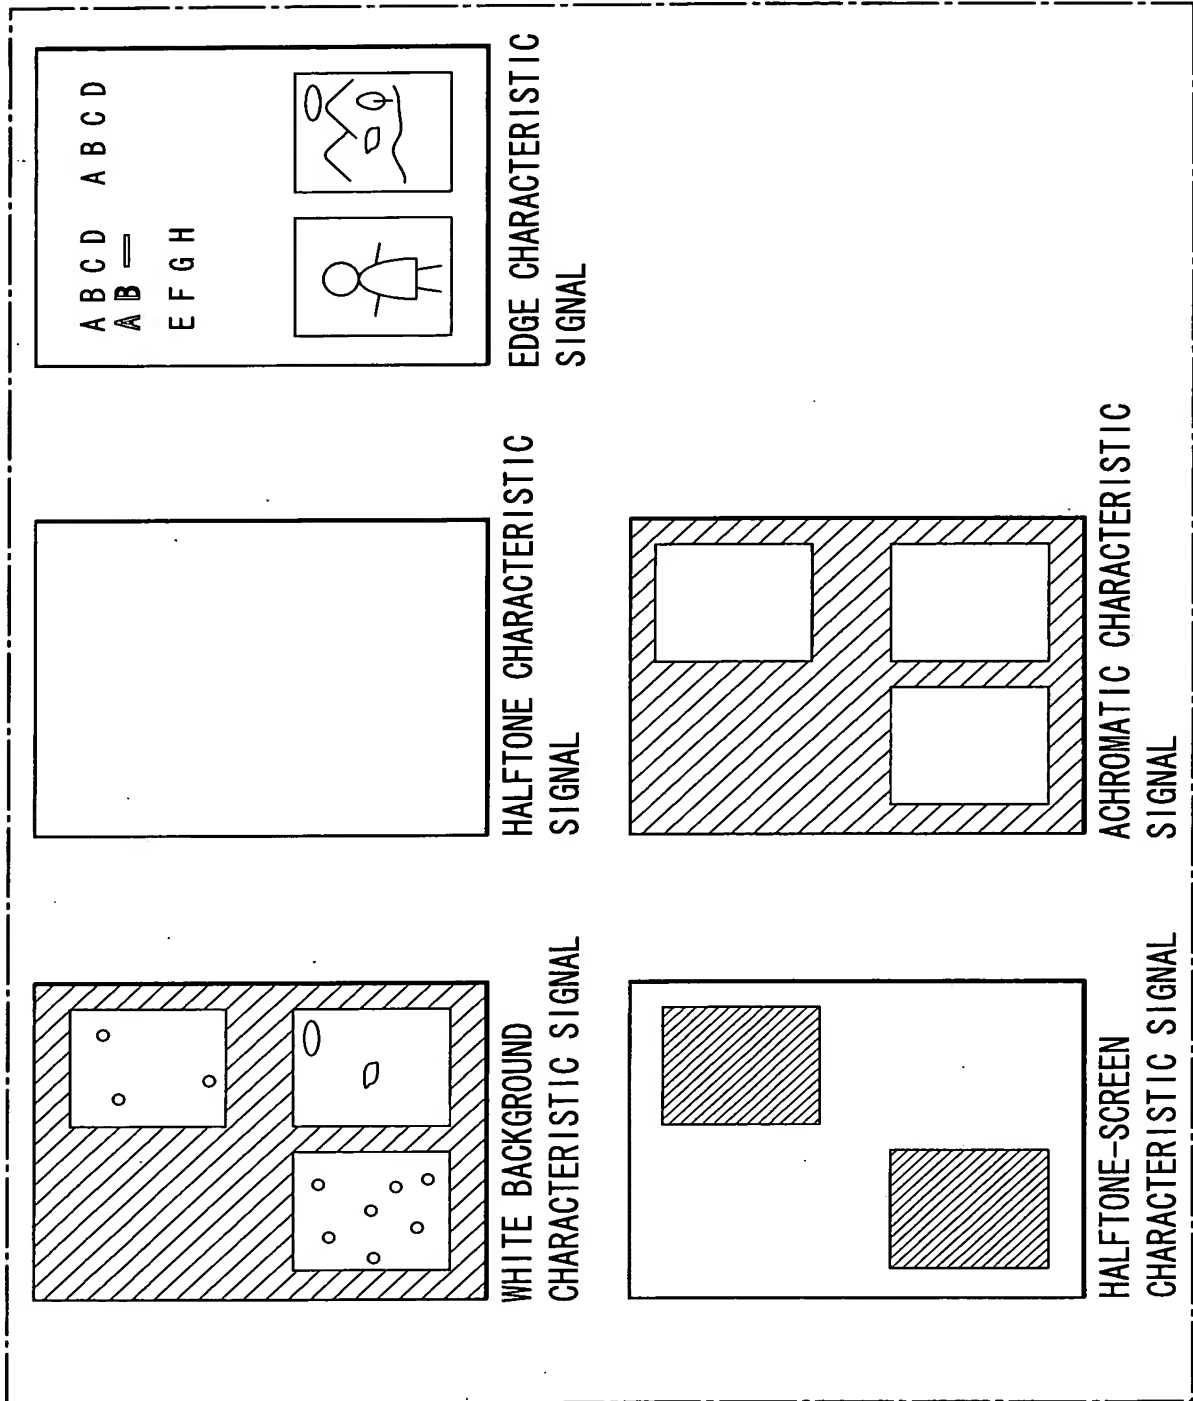 A B C D A B C D
A B —
E F G H
WHITE BACKGROUND
CHARACTERISTIC SIGNAL
HALFTONE CHARACTERISTIC
SIGNAL
EDGE CHARACTERISTIC
SIGNAL
HALFTONE-SCREEN
CHARACTERISTIC SIGNAL
ACHROMATIC CHARACTERISTIC
SIGNAL